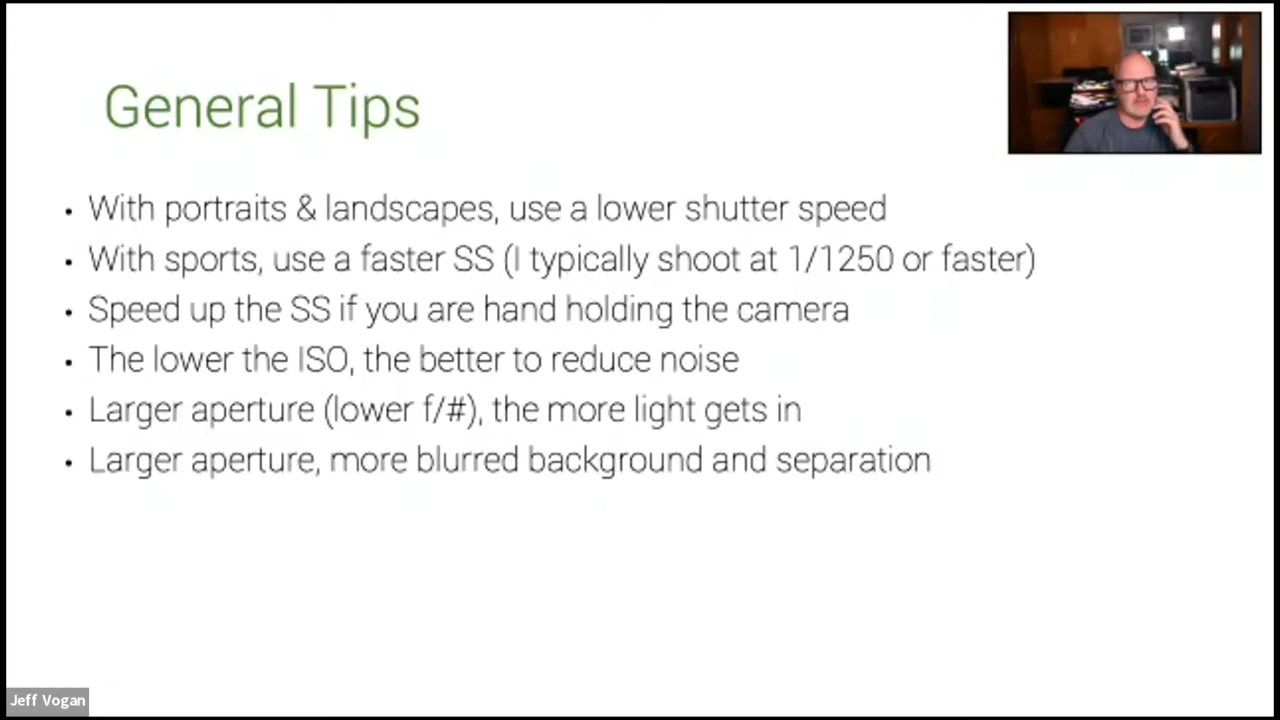 General Tips
• With portraits & landscapes, use a lower shutter speed
• With sports, use a faster SS (I typically shoot at 1/1250 or faster)
• Speed up the SS if you are hand holding the camera
• The lower the ISO, the better to reduce noise
• Larger aperture (lower f/#), the more light gets in
• Larger aperture, more blurred background and separation
Jeff Vogan